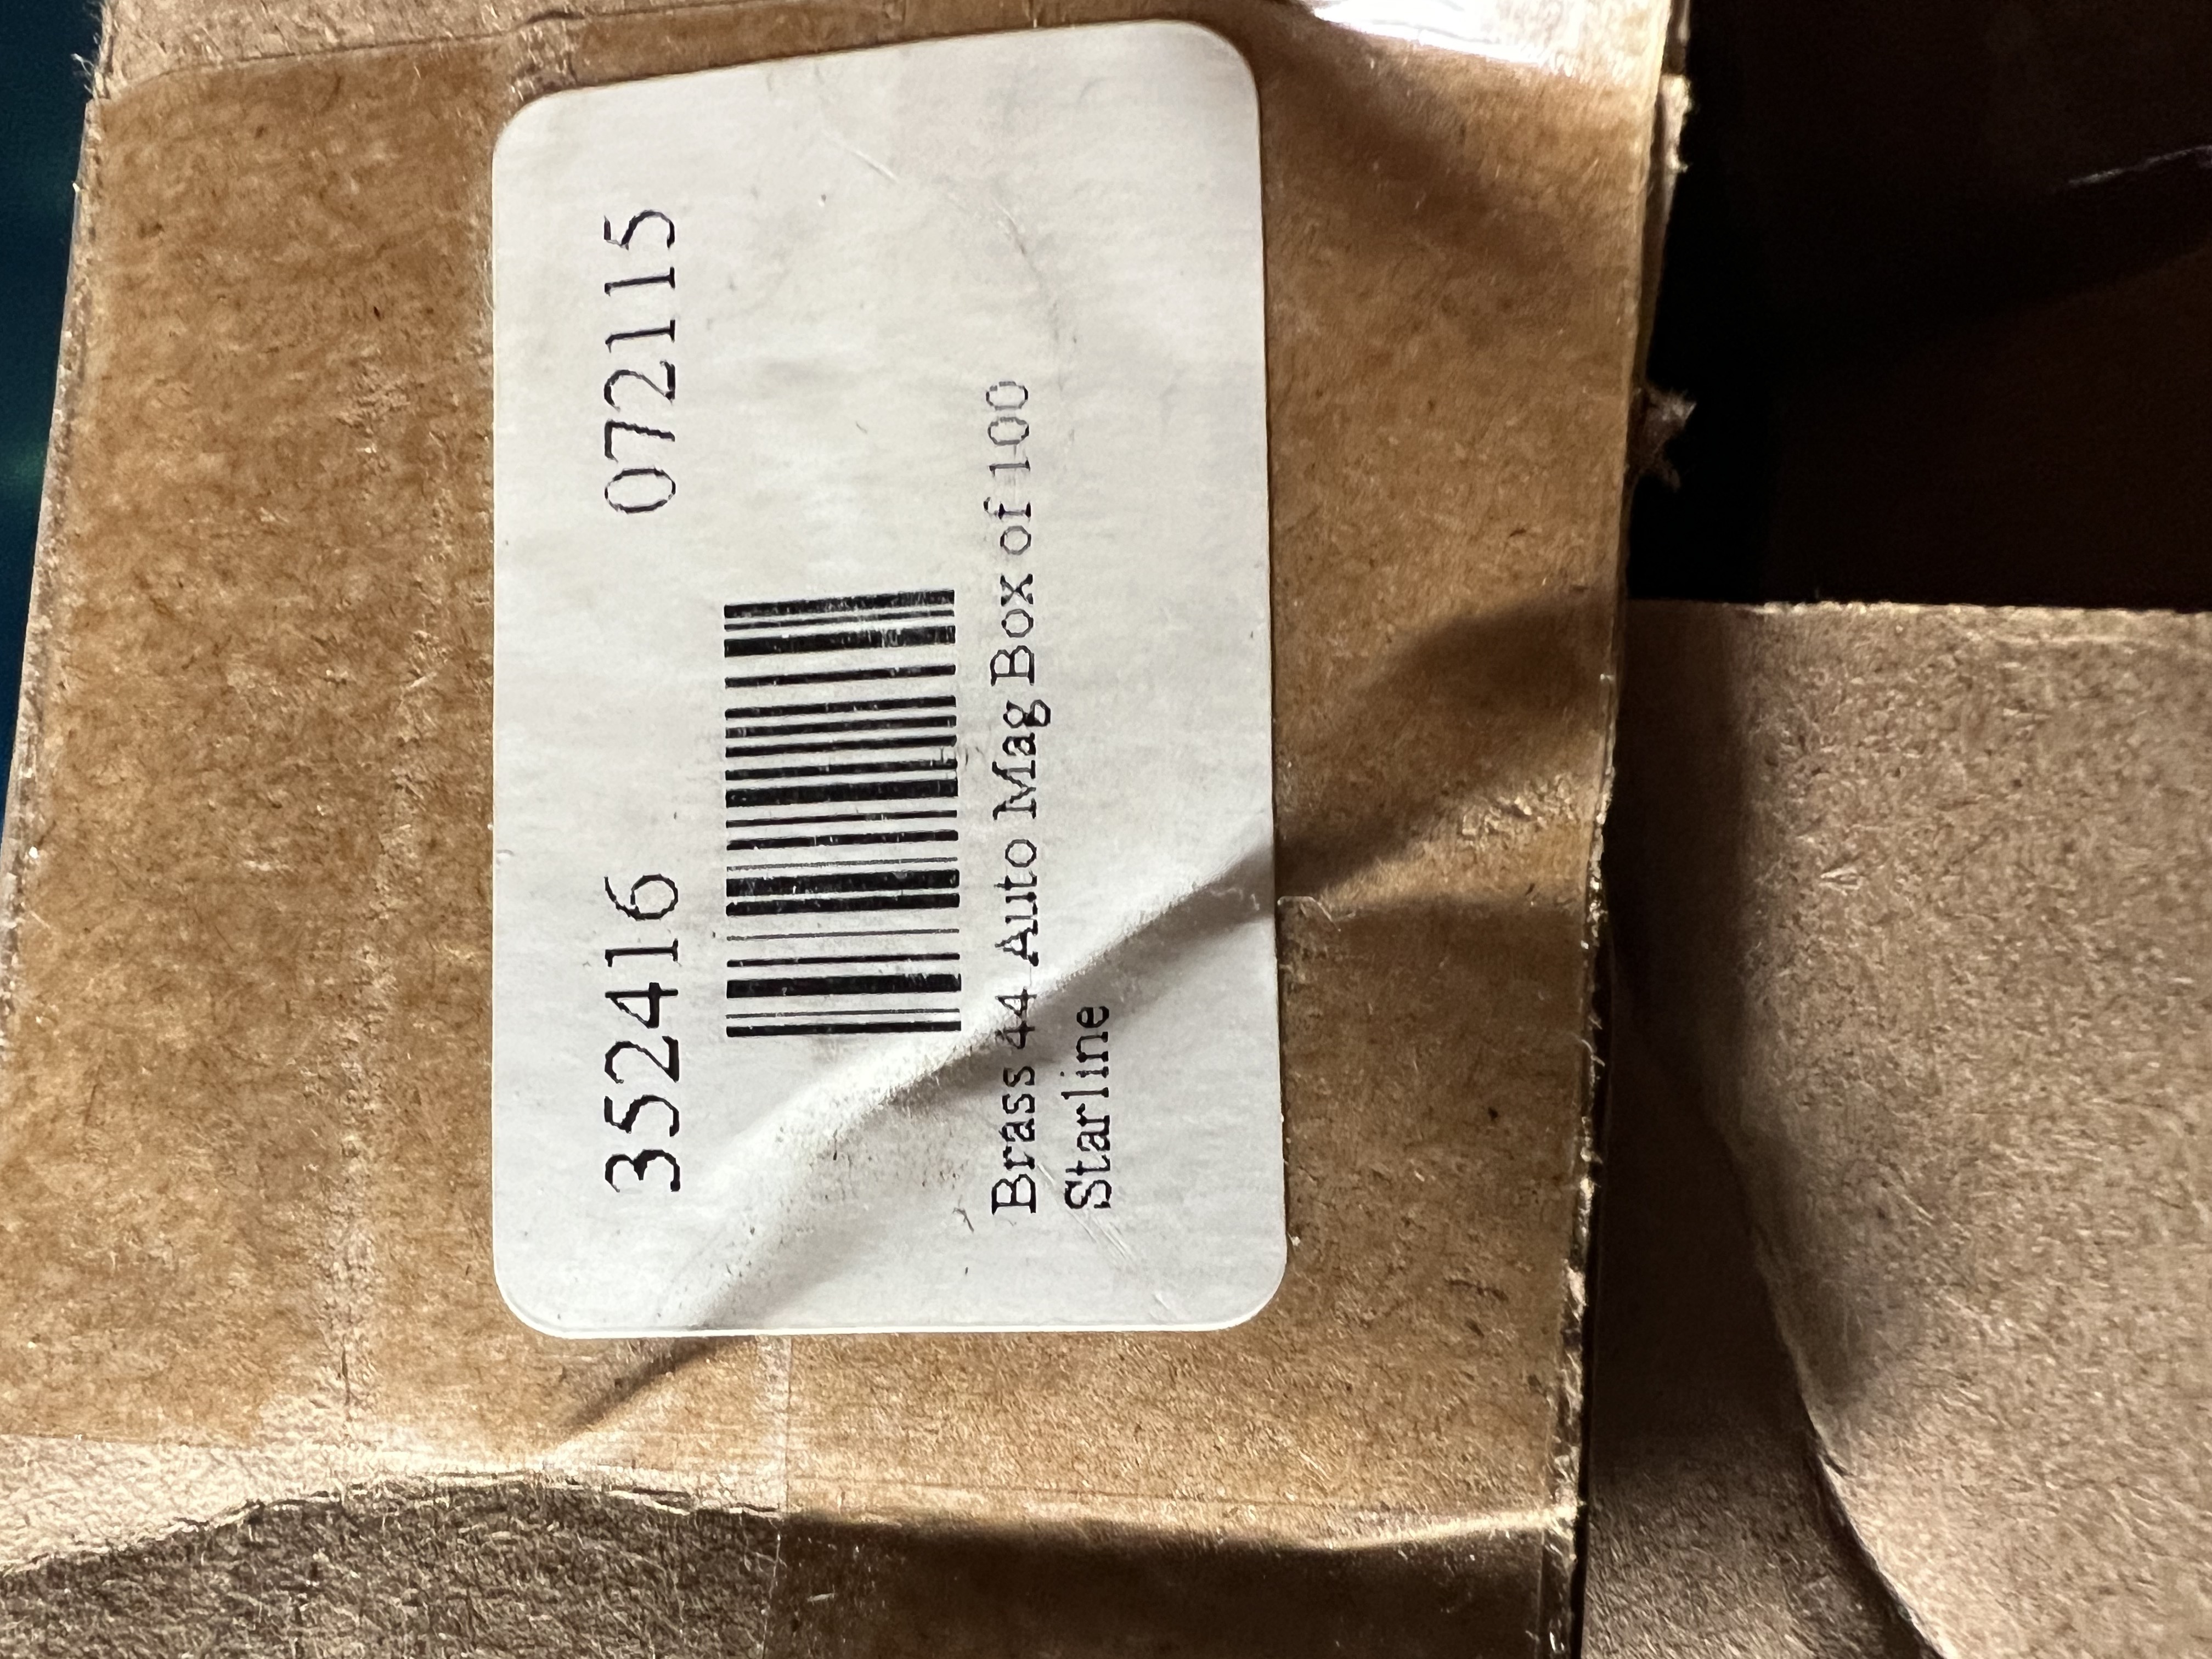 352416 072115
Brass 44 Auto Mag Box of 100
Starline